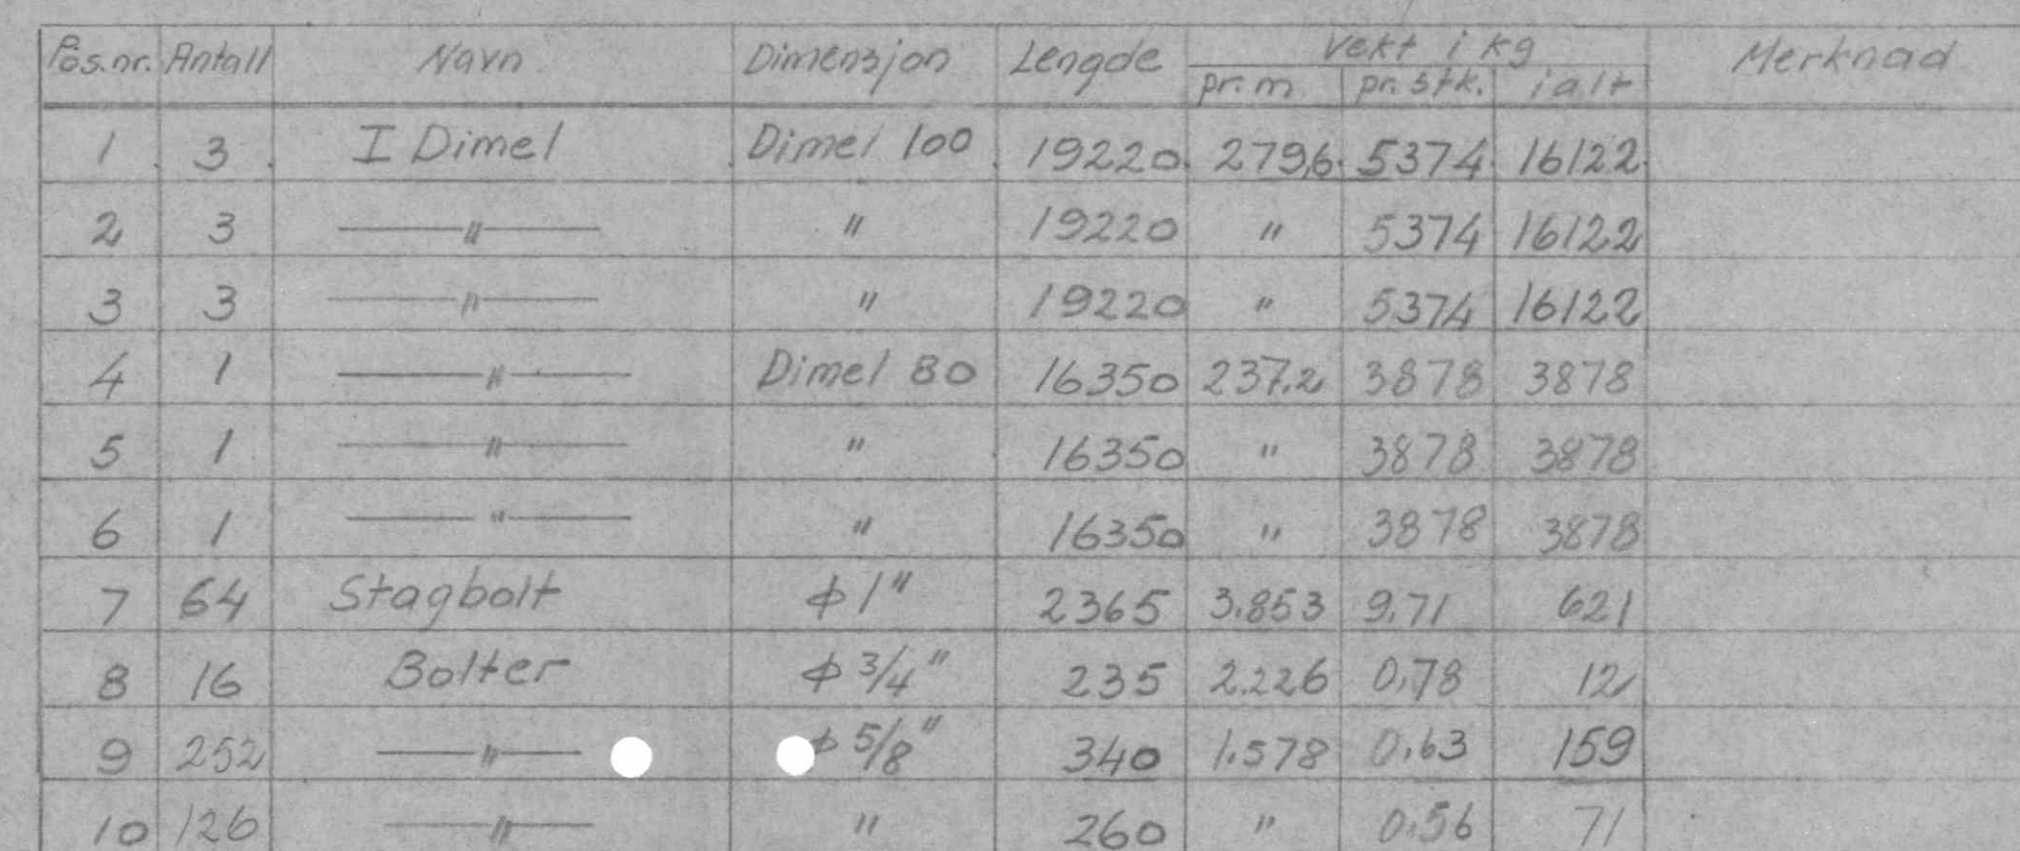 Pos.nr. Antall Navn Dimensjon Lengde Vekt i kg Merknad
pr.m pr.stk. ialt
1 3 I Dimel Dimel 100 19220 279,6 5374 16122
2 3 —〃— 〃 19220 〃 5374 16122
3 3 —〃— 〃 19220 〃 5374 16122
4 1 —〃— Dimel 80 16350 237.2 3878 3878
5 1 —〃— 〃 16350 〃 3878 3878
6 1 —〃— 〃 16350 〃 3878 3878
7 64 Stagbolt ϕ 1" 2365 3.853 9.71 621
8 16 Bolter ϕ 3/4" 235 2.226 0.78 12
9 252 —〃— ϕ 5/8" 340 1.578 0.63 159
10 126 —〃— 〃 260 〃 0.56 71